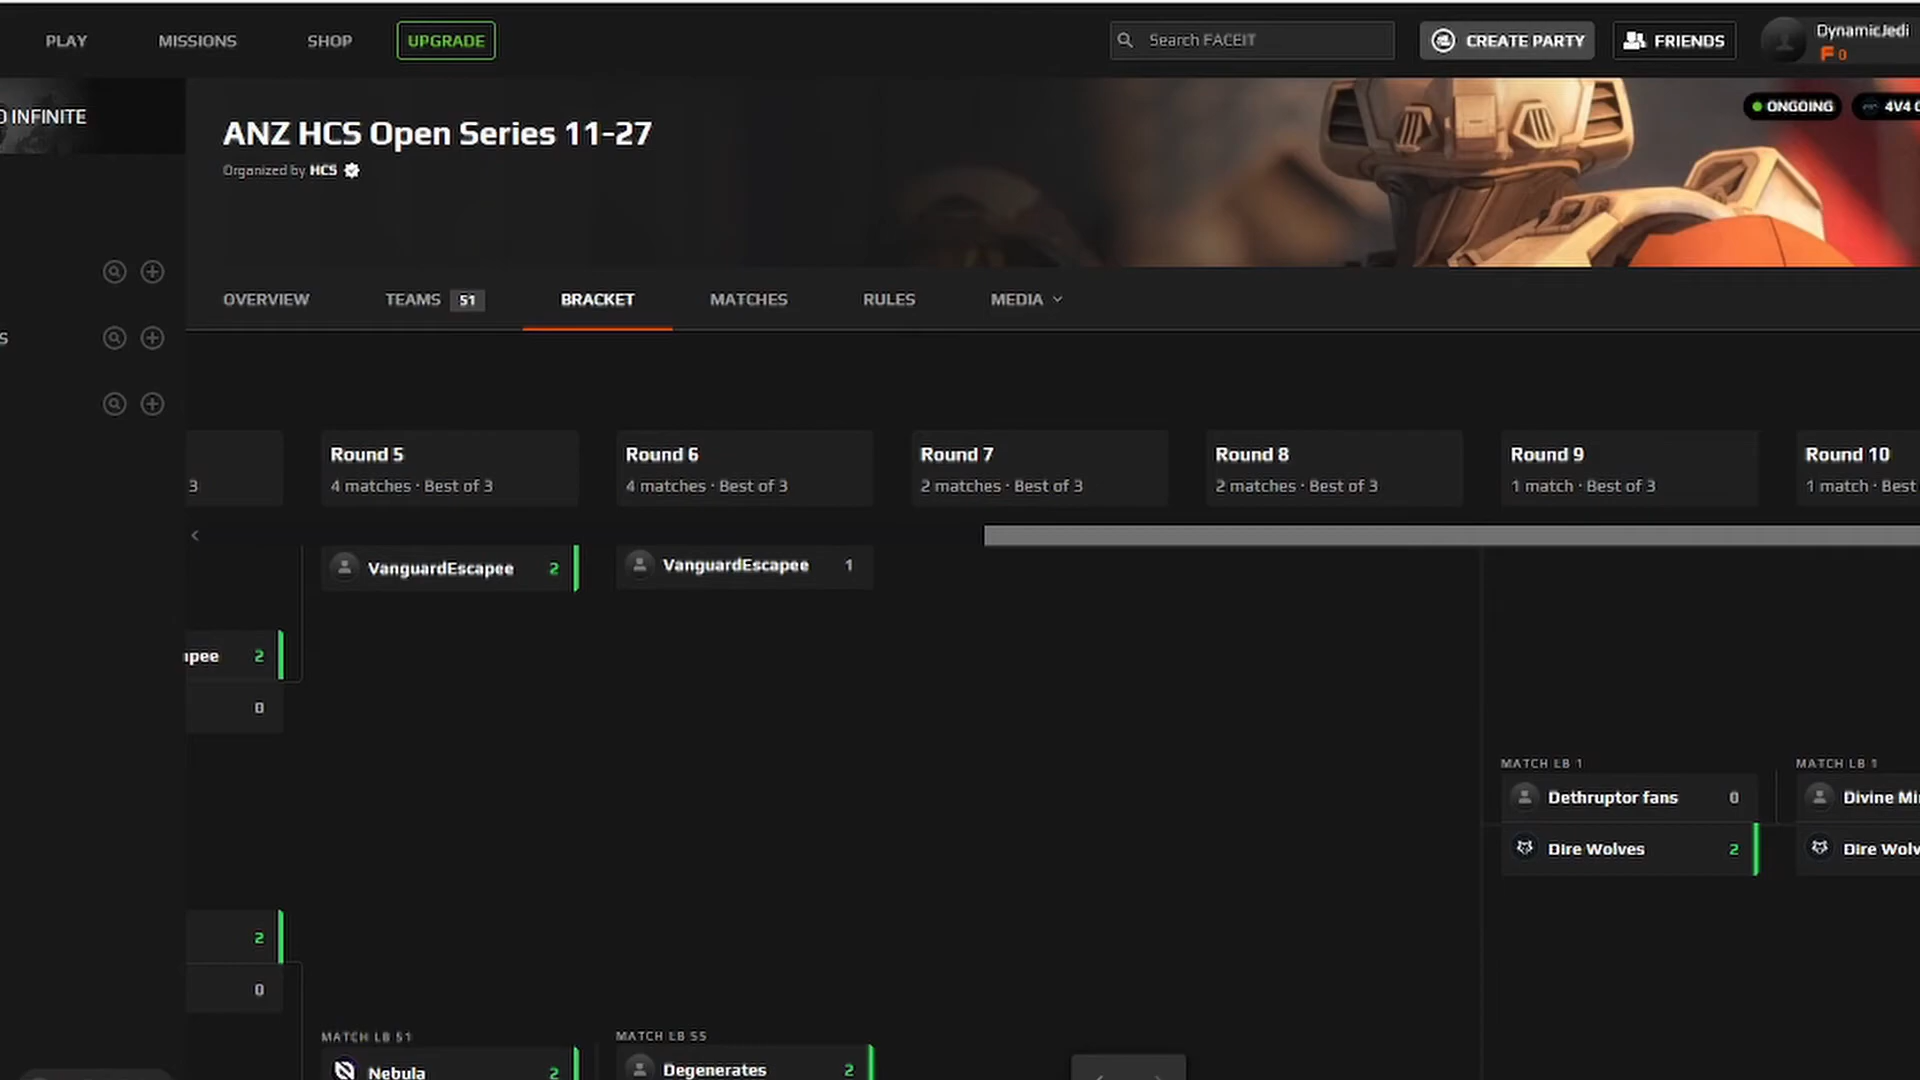 PLAY
MISSIONS
SHOP
UPGRADE
Search FACEIT
CREATE PARTY
FRIENDS
DynamicJedi
0
INFINITE
ANZ HCS Open Series 11-27
Organized by HCS
ONGOING
4V4
OVERVIEW
TEAMS 51
BRACKET
MATCHES
RULES
MEDIA
3
Round 5
4 matches · Best of 3
Round 6
4 matches · Best of 3
Round 7
2 matches · Best of 3
Round 8
2 matches · Best of 3
Round 9
1 match · Best of 3
Round 10
1 match · Best
VanguardEscapee 2
VanguardEscapee 1
apee 2
0
MATCH LB 1
Dethruptor fans 0
Dire Wolves 2
MATCH LB 1
Divine Mi
Dire Wolv
2
0
MATCH LB 51
Nebula 2
MATCH LB 55
Degenerates 2